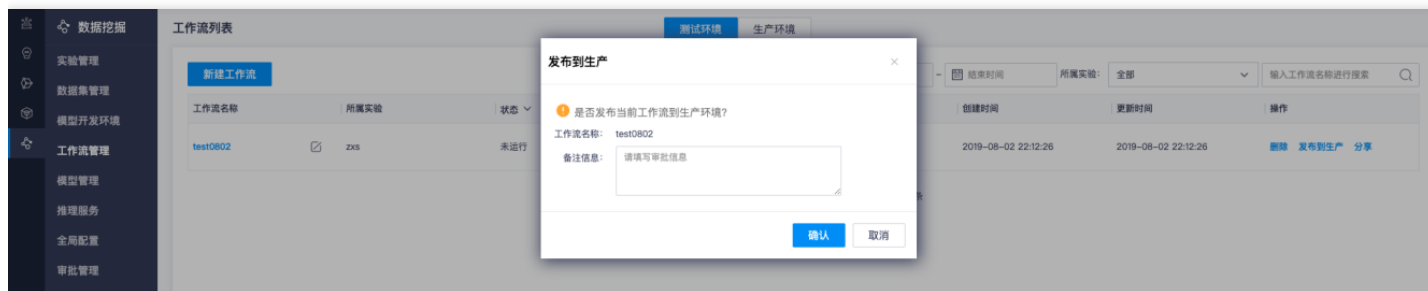 数据挖掘
工作流列表
测试环境
生产环境
实验管理
数据集管理
模型开发环境
工作流管理
模型管理
推理服务
全局配置
审批管理
新建工作流
- 结束时间
所属实验: 全部
输入工作流名称进行搜索
工作流名称
所属实验
状态
创建时间
更新时间
操作
test0802
zxs
未运行
2019-08-02 22:12:26
2019-08-02 22:12:26
删除 发布到生产 分享
发布到生产
是否发布当前工作流到生产环境?
工作流名称: test0802
备注信息: 请填写审批信息
确认
取消